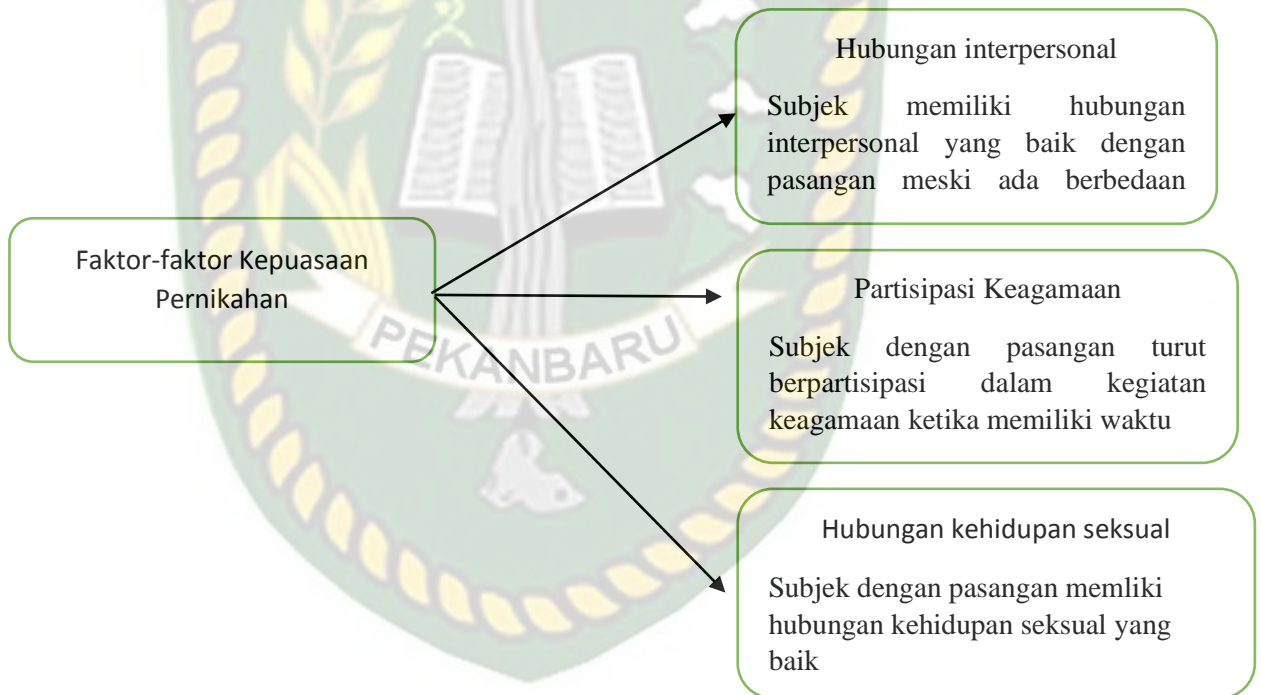 Hubungan interpersonal
Subjek memiliki hubungan
interpersonal yang baik dengan
pasangan meski ada berbedaan
Faktor-faktor Kepuasaan
Pernikahan
Partisipasi Keagamaan
Subjek dengan pasangan turut
berpartisipasi dalam kegiatan
keagamaan ketika memiliki waktu
PEKANBARU
Hubungan kehidupan seksual
Subjek dengan pasangan memliki
hubungan kehidupan seksual yang
baik